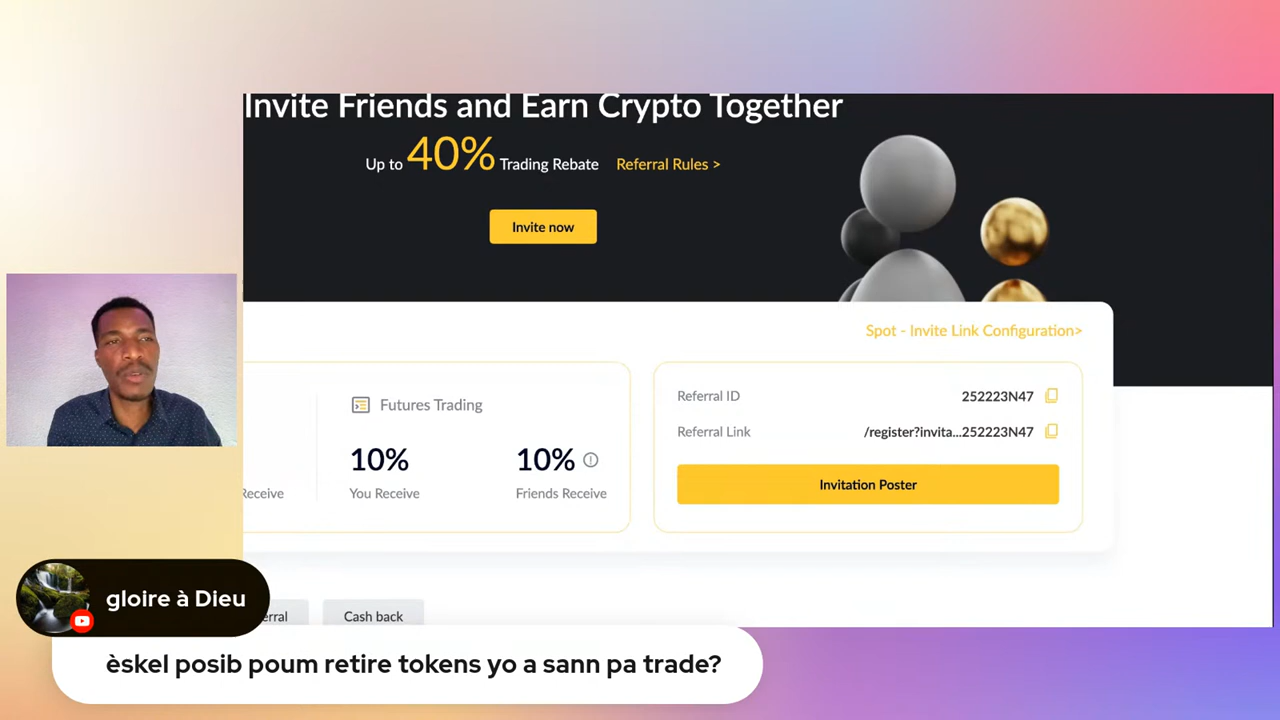 Invite Friends and Earn Crypto Together
Up to 40% Trading Rebate Referral Rules >
Invite now
Spot - Invite Link Configuration>
Futures Trading
10% 10%
Receive You Receive Friends Receive
Referral ID 252223N47
Referral Link /register?invita...252223N47
Invitation Poster
erral Cash back
gloire à Dieu
èskel posib poum retire tokens yo a sann pa trade?